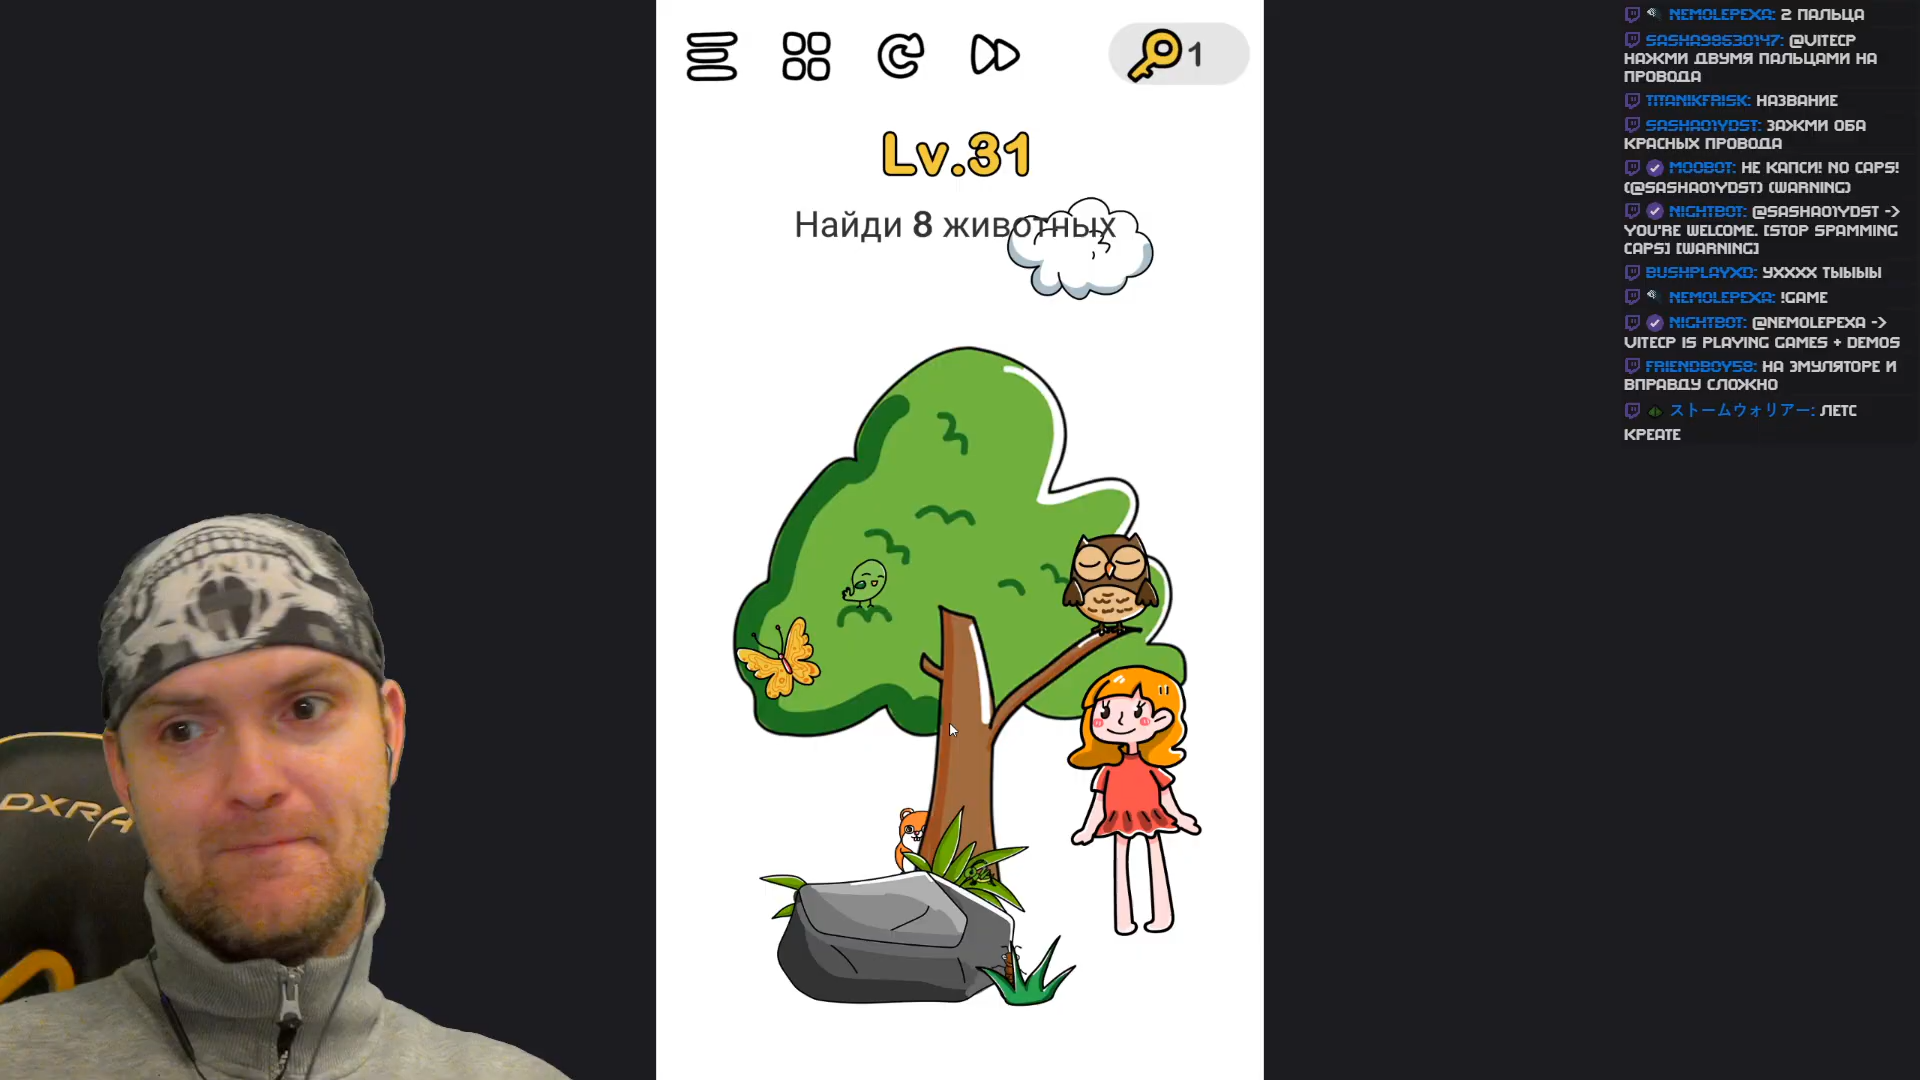 1
Lv.31
Найди 8 животных
DXRA
NEMOLEPEXA: 2 ПАЛЬЦА
SASHA98530147: @VITECP
НАЖМИ ДВУМЯ ПАЛЬЦАМИ НА
ПРОВОДА
TITANIKFRISK: НАЗВАНИЕ
SASHA01YDST: ЗАЖМИ ОБА
КРАСНЫХ ПРОВОДА
MOOBOT: НЕ КАПСИ! NO CAPS!
(@SASHA01YDST) (WARNING)
NIGHTBOT: @SASHA01YDST ->
YOU'RE WELCOME. [STOP SPAMMING
CAPS] [WARNING]
BUSHPLAYXD: УХХХХ ТЫЫЫЫ
NEMOLEPEXA: !GAME
NIGHTBOT: @NEMOLEPEXA ->
VITECP IS PLAYING GAMES + DEMOS
FRIENDBOY58: НА ЭМУЛЯТОРЕ И
ВПРАВДУ СЛОЖНО
ストームウォリアー: ЛЕТС
КРЕАТЕ